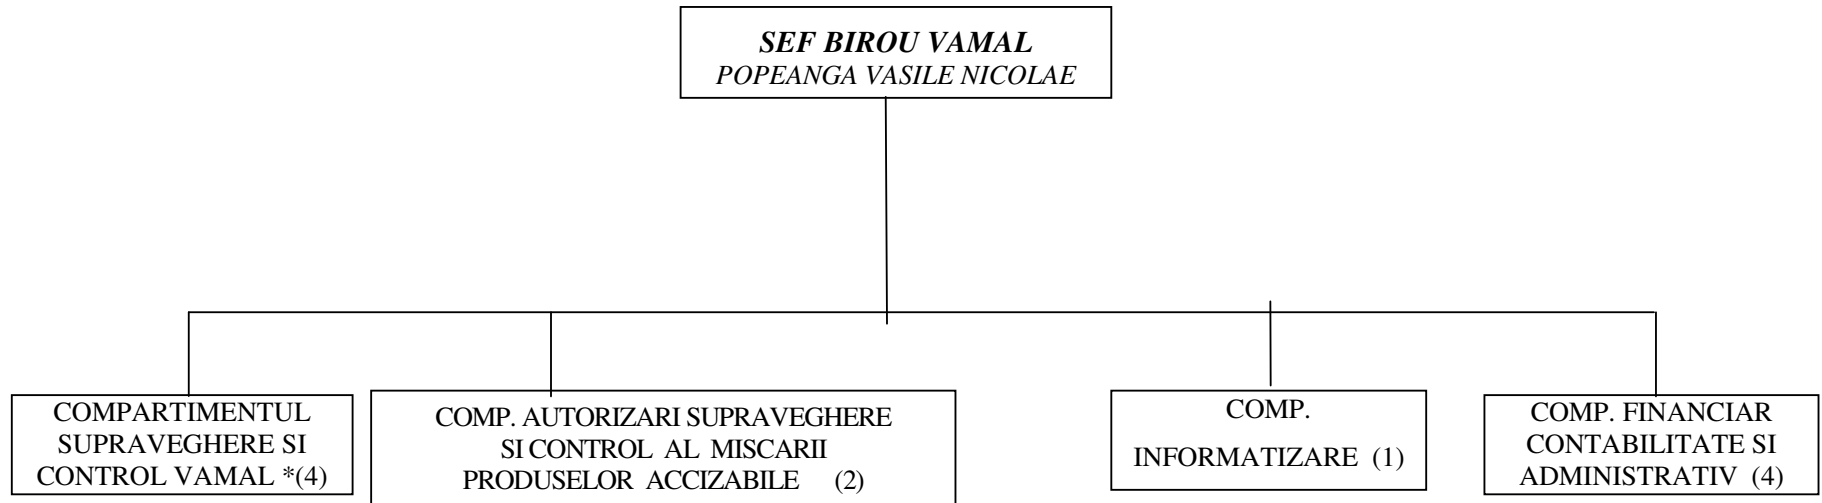 SEF BIROU VAMAL
POPEANGA VASILE NICOLAE
COMPARTIMENTUL
SUPRAVEGHERE SI
CONTROL VAMAL *(4)
COMP. AUTORIZARI SUPRAVEGHERE
SI CONTROL AL MISCARII
PRODUSELOR ACCIZABILE (2)
COMP.
INFORMATIZARE (1)
COMP. FINANCIAR
CONTABILITATE SI
ADMINISTRATIV (4)